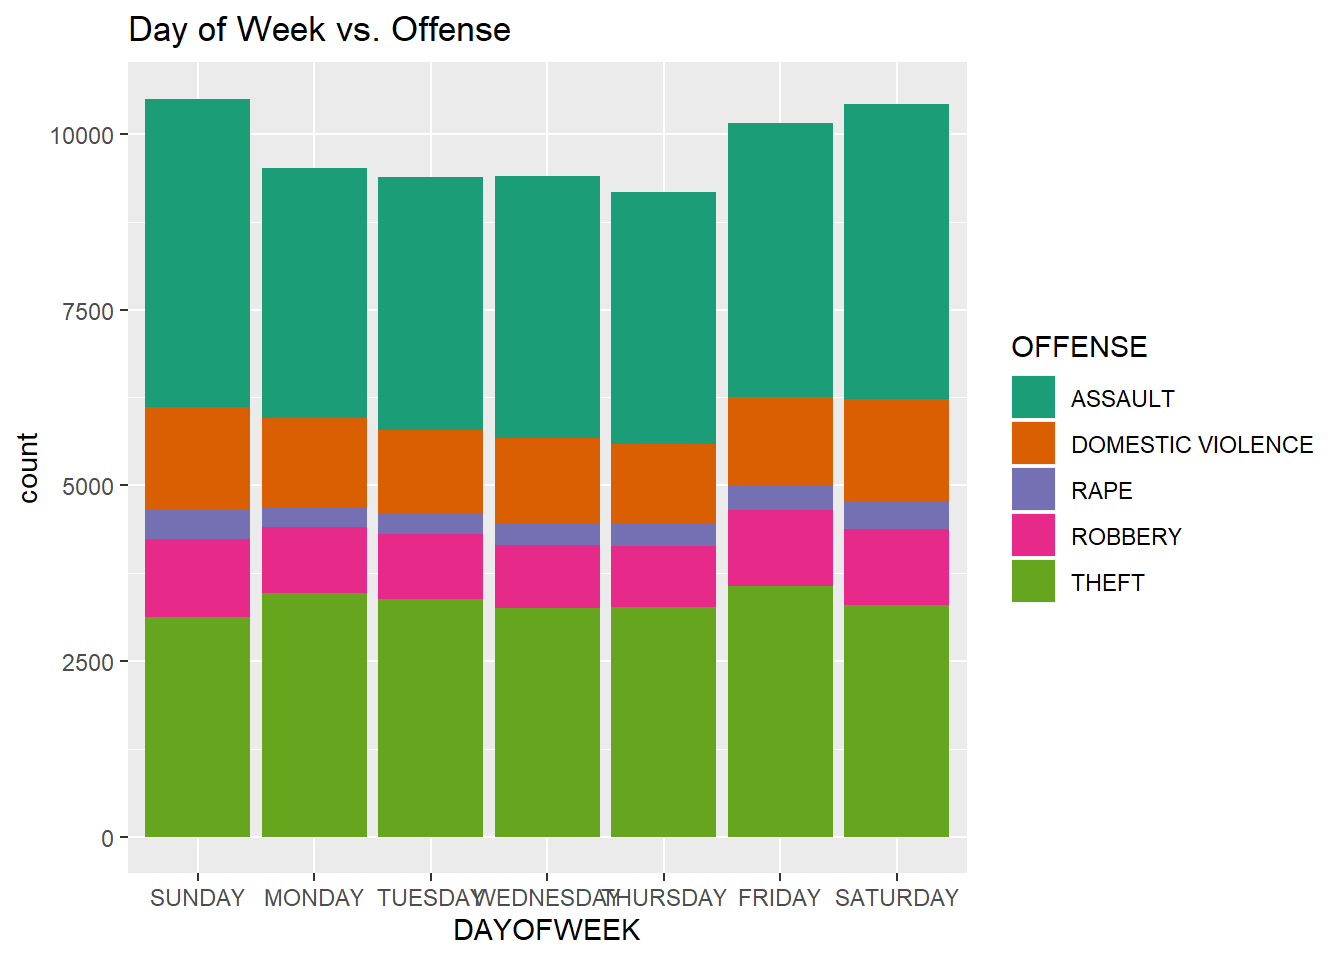 Day of Week vs. Offense
count
10000
7500
5000
2500
0
SUNDAY MONDAY TUESDAY WEDNESDAY THURSDAY FRIDAY SATURDAY
DAYOFWEEK
OFFENSE
ASSAULT
DOMESTIC VIOLENCE
RAPE
ROBBERY
THEFT